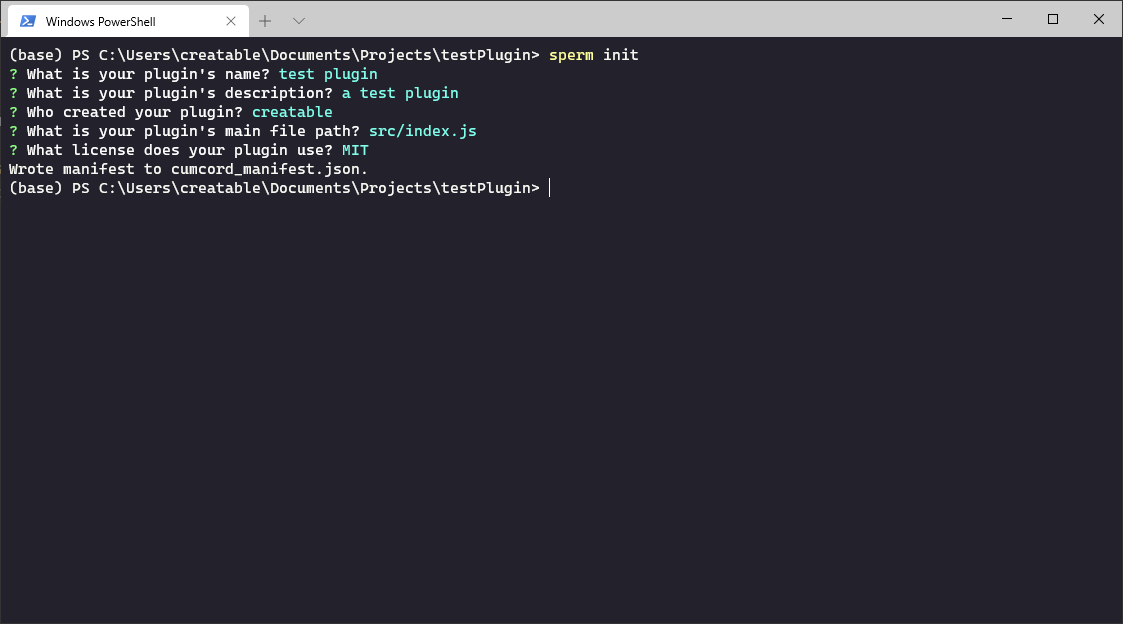 Windows PowerShell
(base) PS C:\Users\creatable\Documents\Projects\testPlugin> sperm init
? What is your plugin's name? test plugin
? What is your plugin's description? a test plugin
? Who created your plugin? creatable
? What is your plugin's main file path? src/index.js
? What license does your plugin use? MIT
Wrote manifest to cumcord_manifest.json.
(base) PS C:\Users\creatable\Documents\Projects\testPlugin>